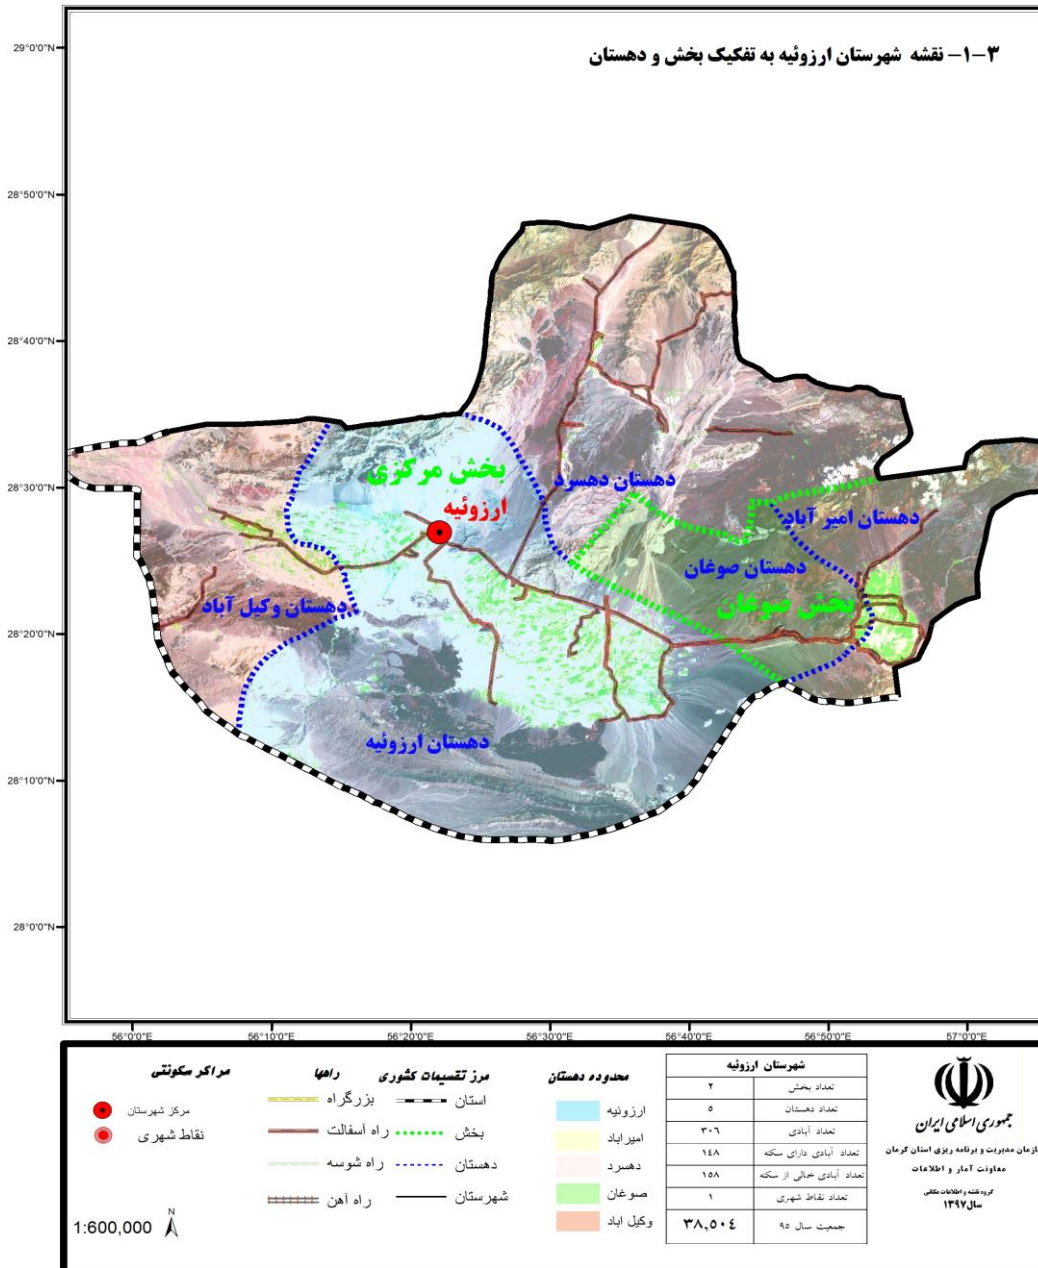 ۳-۱- نقشه شهرستان ارزوئیه به تفکیک بخش و دهستان
29°0'0"N
28°50'0"N
28°40'0"N
28°30'0"N
28°20'0"N
28°10'0"N
28°0'0"N
بخش مرکزی
ارزوئیه
دهستان دهسرد
دهستان امیر آباد
دهستان صوغان
بخش صوغان
دهستان وکیل آباد
دهستان ارزوئیه
56°0'0"E
56°10'0"E
56°20'0"E
56°30'0"E
56°40'0"E
56°50'0"E
57°0'0"E
جمهوری اسلامی ایران
ازمان مدیریت و برنامه ریزی استان کرمان
معاونت آمار و اطلاعات
گروه نقشه و اطلاعات مکانی
سال ۱۳۹۷
شهرستان ارزوئیه
تعداد بخش ۲
تعداد دهستان ۵
تعداد آبادی ۳۰٦
تعداد آبادی دارای سکنه ۱٤۸
تعداد آبادی خالی از سکنه ۱۵۸
تعداد نقاط شهری ۱
جمعیت سال ۹۵ ۳۸,۵۰٤
محدوده دهستان
ارزوئیه
امیراباد
دهسرد
صوغان
وکیل اباد
مرز تقسیمات کشوری
استان
بخش
دهستان
شهرستان
راهها
بزرگراه
راه آسفالت
راه شوسه
راه آهن
مراکز سکونتی
مرکز شهرستان
نقاط شهری
N
1:600,000